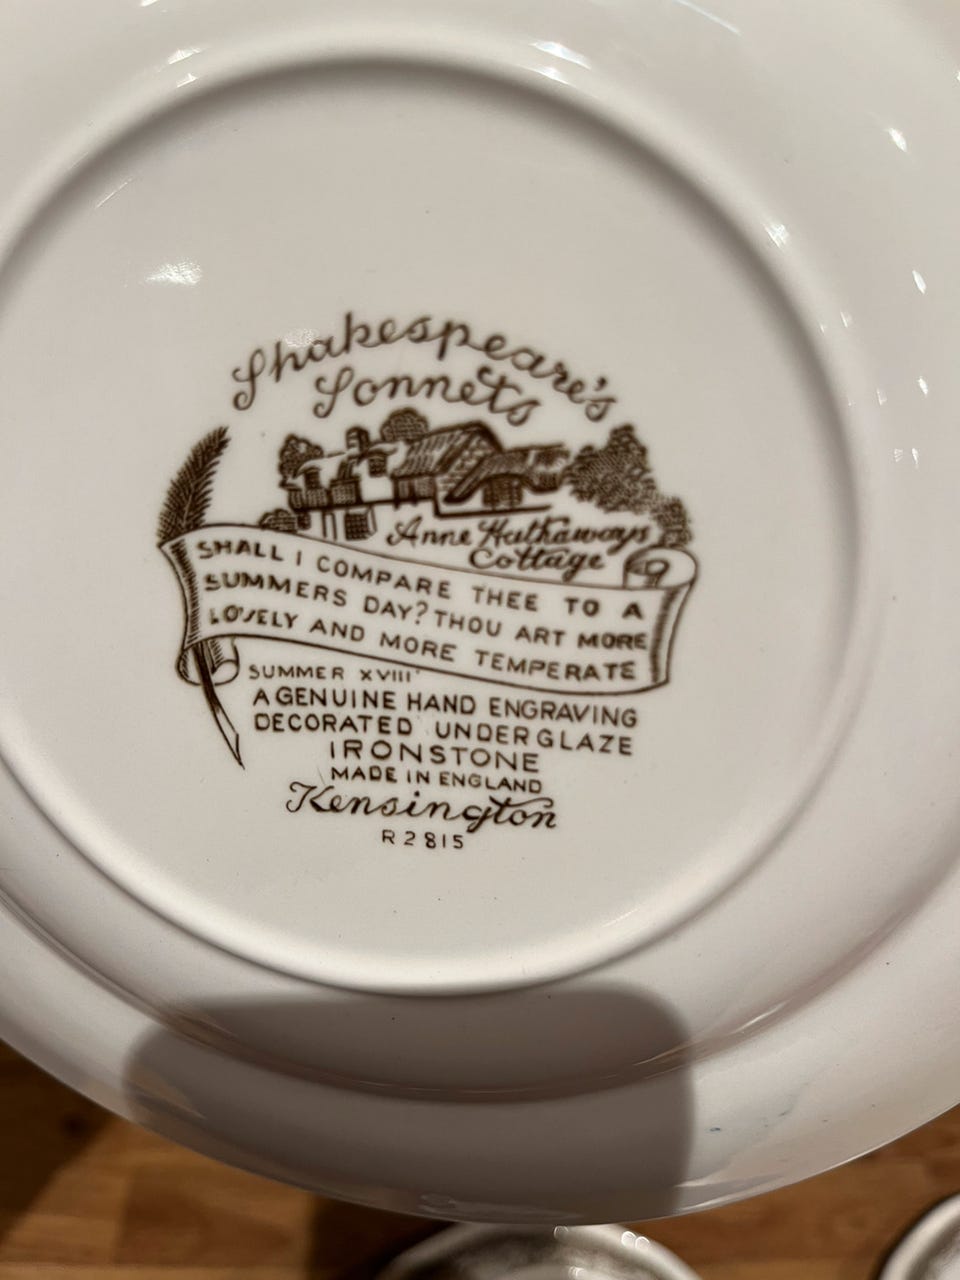 Shakespeare's
Sonnets
Anne Hathaways
Cottage
SHALL I COMPARE THEE TO A
SUMMERS DAY? THOU ART MORE
LOVELY AND MORE TEMPERATE
SUMMER XVIII
A GENUINE HAND ENGRAVING
DECORATED UNDERGLAZE
IRONSTONE
MADE IN ENGLAND
Kensington
R2815